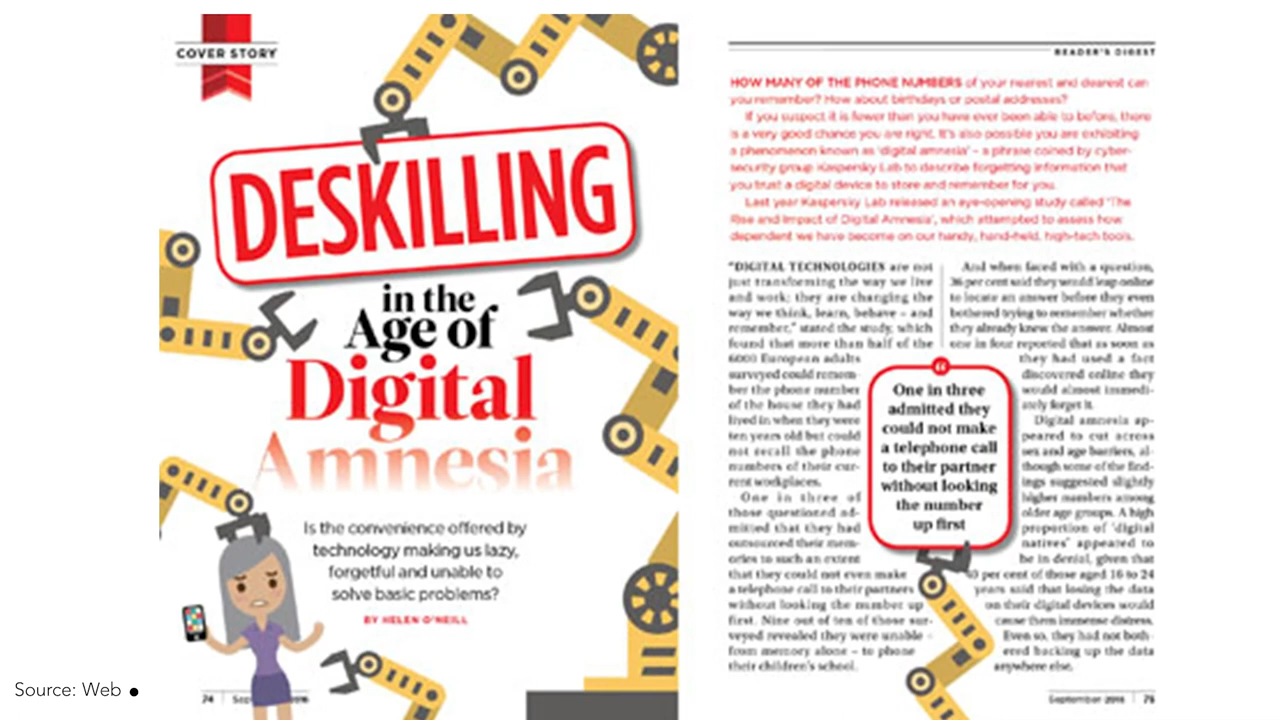 COVER STORY
DESKILLING
in the
Age of
Digital
Amnesia
Is the convenience offered by
technology making us lazy,
forgetful and unable to
solve basic problems?
BY HELEN O'NEILL
74
READER'S DIGEST
HOW MANY OF THE PHONE NUMBERS of your nearest and dearest can
you remember? How about birthdays or postal addresses?
If you suspect it is fewer than you have ever been able to before, there
is a very good chance you are right. It's also possible you are exhibiting
a phenomenon known as 'digital amnesia' – a phrase coined by cyber-
security group Kaspersky Lab to describe forgetting information that
you trust a digital device to store and remember for you.
Last year Kaspersky Lab released an eye-opening study called 'The
Rise and Impact of Digital Amnesia', which attempted to assess how
dependent we have become on our handy, hand-held, high-tech tools.
"DIGITAL TECHNOLOGIES are not
just transforming the way we live
and work; they are changing the
way we think, learn, behave – and
remember," stated the study, which
found that more than half of the
6000 European adults
surveyed could remem-
ber the phone number
of the house they had
lived in when they were
ten years old but could
not recall the phone
numbers of their cur-
rent workplaces.
One in three of
those questioned ad-
mitted that they had
outsourced their mem-
ories to such an extent
that they could not even make
a telephone call to their partners
without looking the number up
first. Nine out of ten of those sur-
veyed revealed they were unable –
from memory alone – to phone
their children's school.
One in three
admitted they
could not make
a telephone call
to their partner
without looking
the number
up first
And when faced with a question,
36 per cent said they would leap online
to locate an answer before they even
bothered trying to remember whether
they already knew the answer. Almost
one in four reported that as soon as
they had used a fact
discovered online they
would almost immedi-
ately forget it.
Digital amnesia ap-
peared to cut across
sex and age barriers, al-
though some of the find-
ings suggested slightly
higher numbers among
older age groups. A high
proportion of 'digital
natives' appeared to
be in denial, given that
per cent of those aged 16 to 24
years said that losing the data
on their digital devices would
cause them immense distress.
Even so, they had not both-
ered backing up the data
anywhere else.
September 2016 | 75
Source: Web